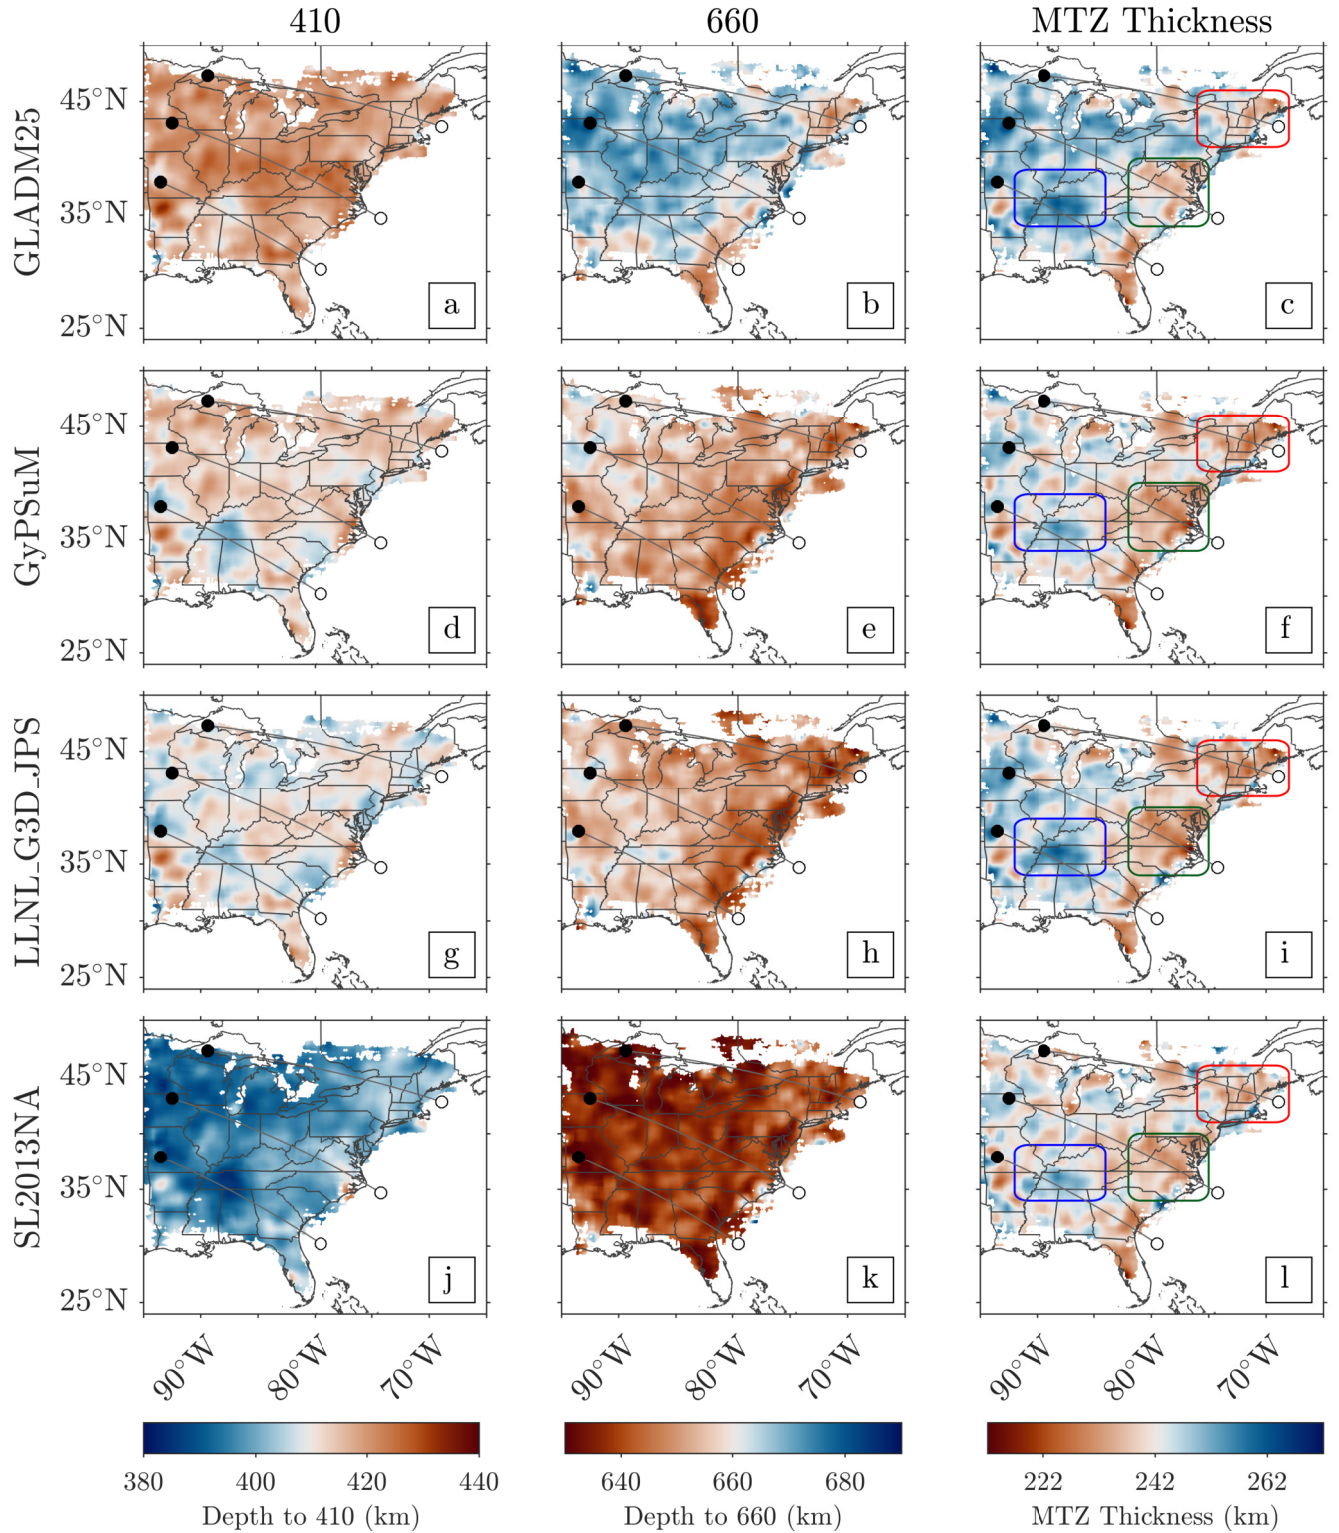 410 660 MTZ Thickness
GLADM25
45°N
35°N
25°N
a b c
GyPSuM
45°N
35°N
25°N
d e f
LLNL_G3D_JPS
45°N
35°N
25°N
g h i
SL2013NA
45°N
35°N
25°N
j k l
90°W 80°W 70°W 90°W 80°W 70°W 90°W 80°W 70°W
380 400 420 440 640 660 680 222 242 262
Depth to 410 (km) Depth to 660 (km) MTZ Thickness (km)